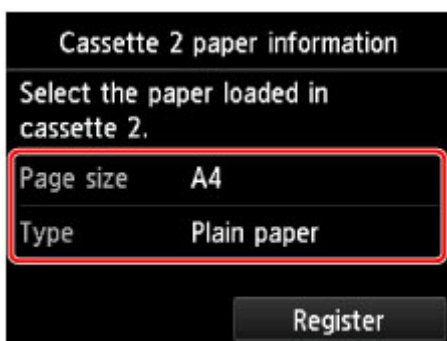 Cassette 2 paper information
Select the paper loaded in
cassette 2.
Page size A4
Type Plain paper
Register